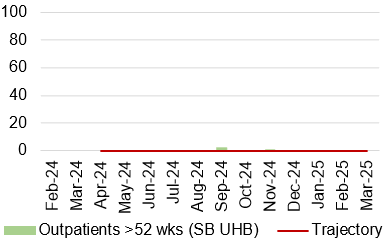 100
80
60
40
20
0
Feb-24
Mar-24
Apr-24
May-24
Jun-24
Jul-24
Aug-24
Sep-24
Oct-24
Nov-24
Dec-24
Jan-25
Feb-25
Mar-25
Outpatients >52 wks (SB UHB)
Trajectory